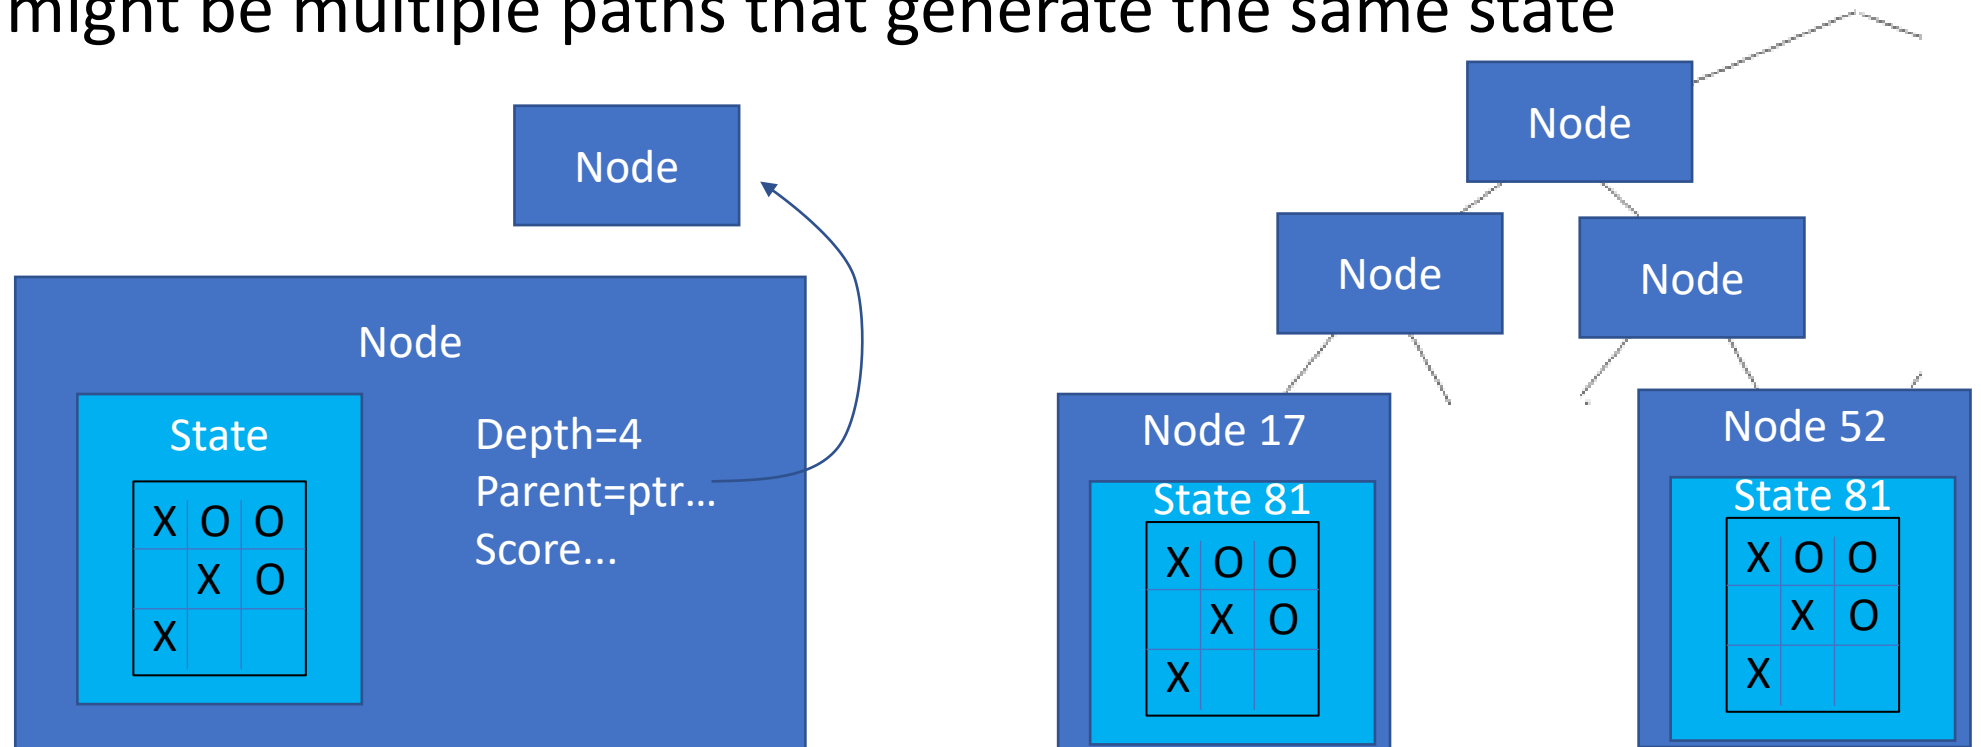 might be multiple paths that generate the same state
Node
Node
State
X O O
X O
X
Depth=4
Parent=ptr...
Score...
Node
Node
Node
Node 17
State 81
X O O
X O
X
Node 52
State 81
X O O
X O
X